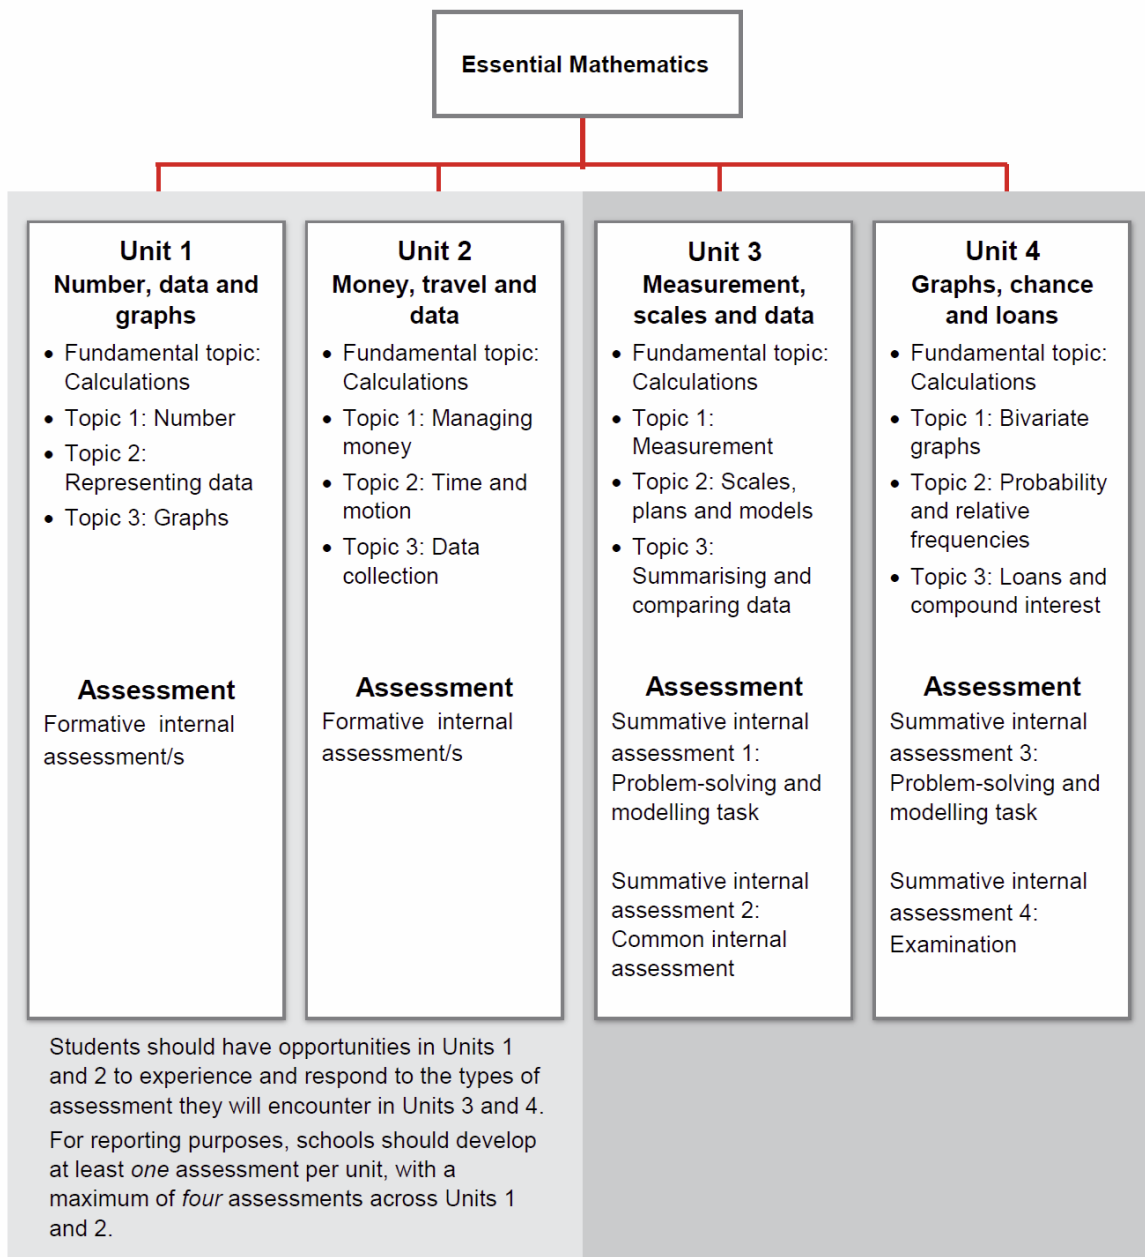 Essential Mathematics
Unit 1
Number, data and
graphs
• Fundamental topic:
Calculations
• Topic 1: Number
• Topic 2:
Representing data
• Topic 3: Graphs
Assessment
Formative internal
assessment/s
Unit 2
Money, travel and
data
• Fundamental topic:
Calculations
• Topic 1: Managing
money
• Topic 2: Time and
motion
• Topic 3: Data
collection
Assessment
Formative internal
assessment/s
Unit 3
Measurement,
scales and data
• Fundamental topic:
Calculations
• Topic 1:
Measurement
• Topic 2: Scales,
plans and models
• Topic 3:
Summarising and
comparing data
Assessment
Summative internal
assessment 1:
Problem-solving and
modelling task
Summative internal
assessment 2:
Common internal
assessment
Unit 4
Graphs, chance
and loans
• Fundamental topic:
Calculations
• Topic 1: Bivariate
graphs
• Topic 2: Probability
and relative
frequencies
• Topic 3: Loans and
compound interest
Assessment
Summative internal
assessment 3:
Problem-solving and
modelling task
Summative internal
assessment 4:
Examination
Students should have opportunities in Units 1
and 2 to experience and respond to the types of
assessment they will encounter in Units 3 and 4.
For reporting purposes, schools should develop
at least one assessment per unit, with a
maximum of four assessments across Units 1
and 2.